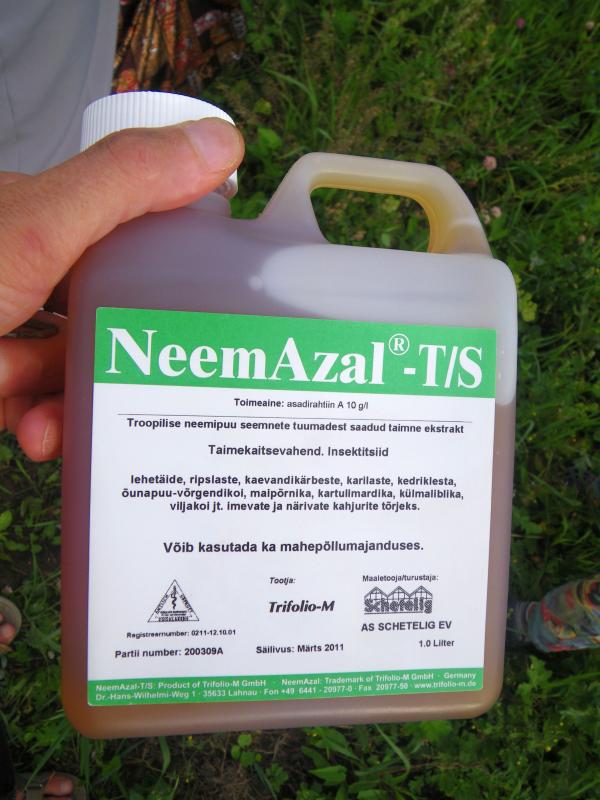 NeemAzal®-T/S
Toimeaine: asadirahtiin A 10 g/l
Troopilise neemipuu seemnete tuumadest saadud taimne ekstrakt
Taimekaitsevahend. Insektitsiid
lehetäide, ripslaste, kaevandikärbeste, karilaste, kedriklesta,
õunapuu-võrgendikoi, maipõrnika, kartulimardika, külmaliblika,
viljakoi jt. imevate ja närivate kahjurite tõrjeks.
Võib kasutada ka mahepõllumajanduses.
Tootja:
Trifolio-M
Maaletooja/turustaja:
Schetelig
AS SCHETELIG EV
Registreernumber: 0211-12.10.01
Partii number: 200309A
Säilivus: Märts 2011
1.0 Liiter
NeemAzal-T/S: Product of Trifolio-M GmbH · NeemAzal: Trademark of Trifolio-M GmbH · Germany
Dr.-Hans-Wilhelmi-Weg 1 · 35633 Lahnau · Fon +49 6441 - 20977-0 · Fax 20977-50 · www.trifolio-m.de